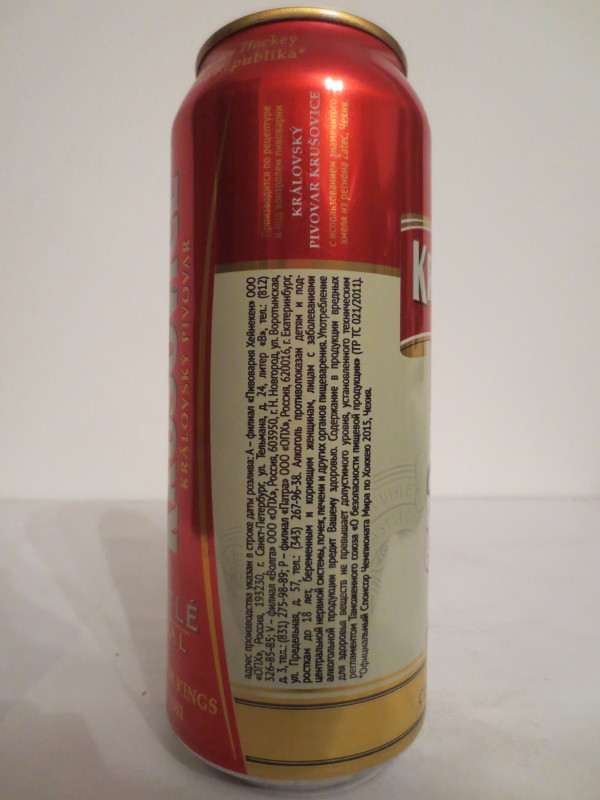 Hockey
KRÁLOVSKÝ PIVOVAR
KINGS
Производится по рецептуре
и под контролем пивоварни
KRÁLOVSKÝ
PIVOVAR KRUŠOVICE
с использованием знаменитого
хмеля из региона Žatec, Чехия.
адрес производства указан в строке даты розлива: А – филиал «Пивоварня Хейнекен» ООО
«ОПХ», Россия, 193230, г. Санкт-Петербург, ул. Тельмана, д. 24, литер «В», тел.: (812)
326-85-85; V – филиал «Волга» ООО «ОПХ», Россия, 603950, г. Н. Новгород, ул. Воротынская,
д. 3, тел.: (831) 275-98-89; Р – филиал «Патра» ООО «ОПХ», Россия, 620016, г. Екатеринбург,
ул. Предельная, д. 57, тел.: (343) 267-96-38. Алкоголь противопоказан детям и под-
росткам до 18 лет, беременным и кормящим женщинам, лицам с заболеваниями
центральной нервной системы, почек, печени и других органов пищеварения. Употребление
алкогольной продукции вредит Вашему здоровью. Содержание в продукции вредных
для здоровья веществ не превышает допустимого уровня, установленного техническим
регламентом Таможенного союза «О безопасности пищевой продукции» (ТР ТС 021/2011).
*Официальный Спонсор Чемпионата Мира по Хоккею 2015, Чехия.